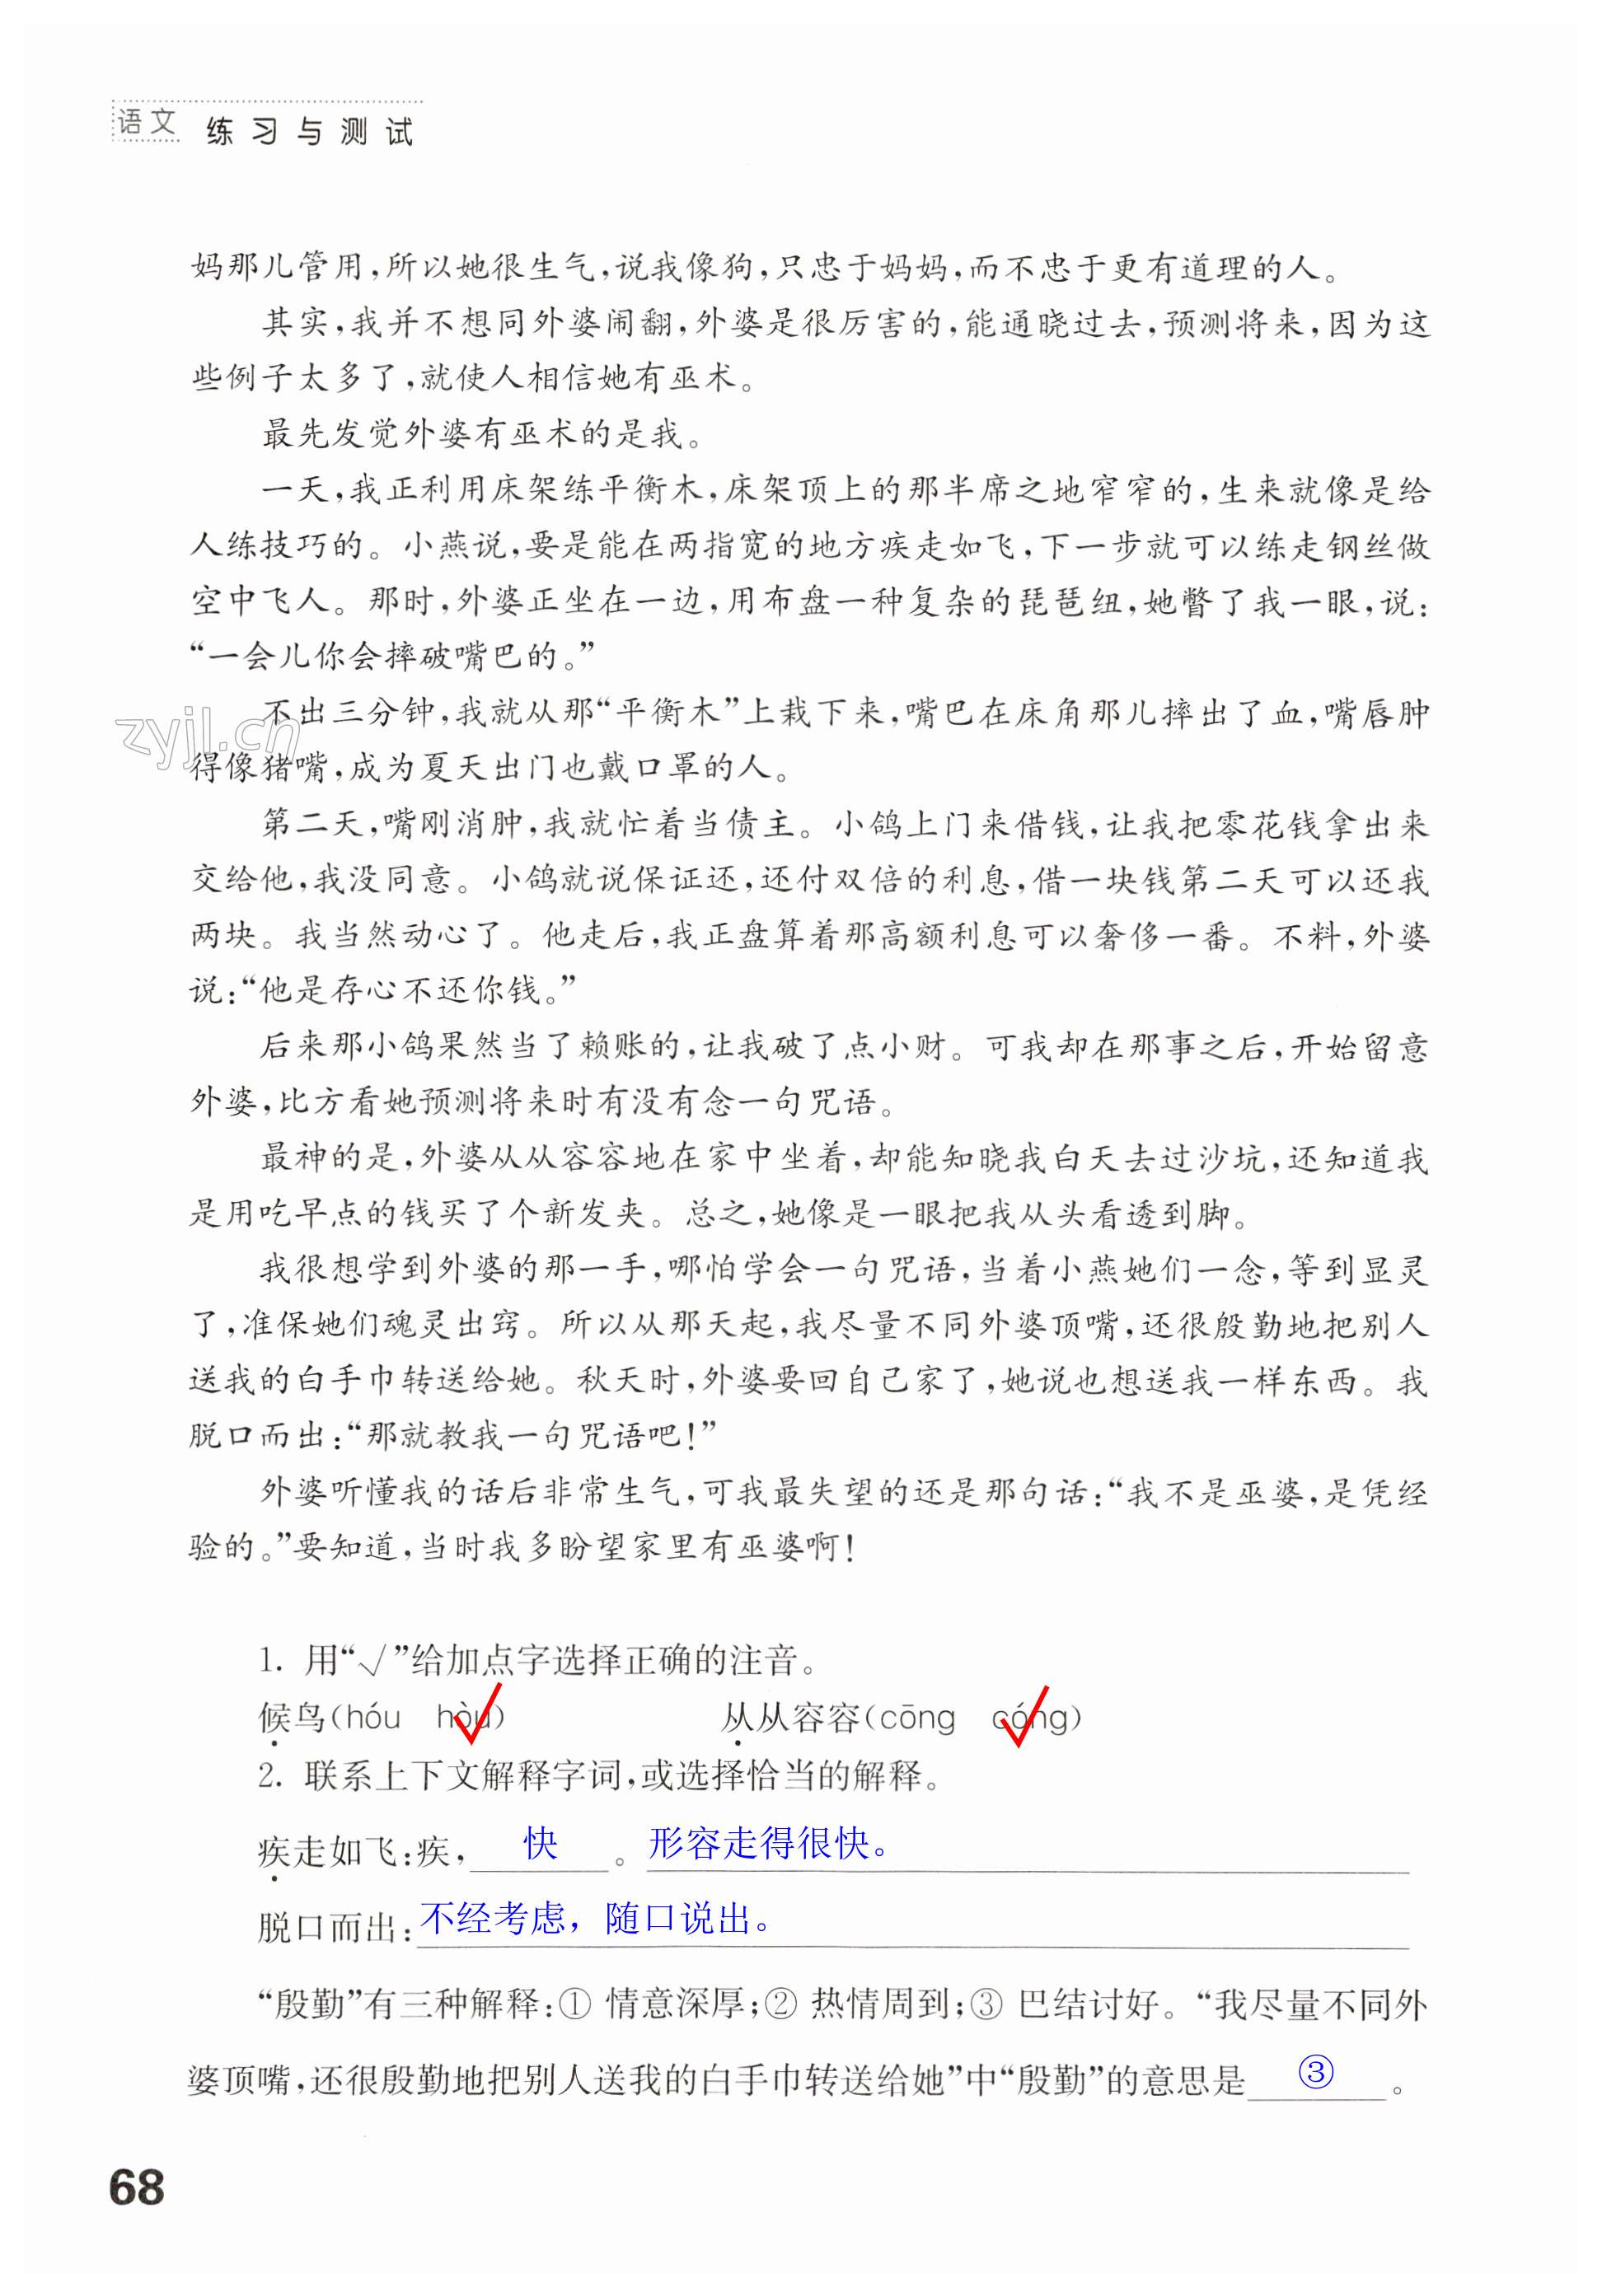 语文 练习与测试
妈那儿管用,所以她很生气,说我像狗,只忠于妈妈,而不忠于更有道理的人。
其实,我并不想同外婆闹翻,外婆是很厉害的,能通晓过去,预测将来,因为这
些例子太多了,就使人相信她有巫术。
最先发觉外婆有巫术的是我。
一天,我正利用床架练平衡木,床架顶上的那半席之地窄窄的,生来就像是给
人练技巧的。小燕说,要是能在两指宽的地方疾走如飞,下一步就可以练走钢丝做
空中飞人。那时,外婆正坐在一边,用布盘一种复杂的琵琶纽,她瞥了我一眼,说:
“一会儿你会摔破嘴巴的。”
不出三分钟,我就从那“平衡木”上栽下来,嘴巴在床角那儿摔出了血,嘴唇肿
zyjl.cn
得像猪嘴,成为夏天出门也戴口罩的人。
第二天,嘴刚消肿,我就忙着当债主。小鸽上门来借钱,让我把零花钱拿出来
交给他,我没同意。小鸽就说保证还,还付双倍的利息,借一块钱第二天可以还我
两块。我当然动心了。他走后,我正盘算着那高额利息可以奢侈一番。不料,外婆
说:“他是存心不还你钱。”
后来那小鸽果然当了赖账的,让我破了点小财。可我却在那事之后,开始留意
外婆,比方看她预测将来时有没有念一句咒语。
最神的是,外婆从从容容地在家中坐着,却能知晓我白天去过沙坑,还知道我
是用吃早点的钱买了个新发夹。总之,她像是一眼把我从头看透到脚。
我很想学到外婆的那一手,哪怕学会一句咒语,当着小燕她们一念,等到显灵
了,准保她们魂灵出窍。所以从那天起,我尽量不同外婆顶嘴,还很殷勤地把别人
送我的白手巾转送给她。秋天时,外婆要回自己家了,她说也想送我一样东西。我
脱口而出:“那就教我一句咒语吧!”
外婆听懂我的话后非常生气,可我最失望的还是那句话:“我不是巫婆,是凭经
验的。”要知道,当时我多盼望家里有巫婆啊!
1. 用“√”给加点字选择正确的注音。
候鸟(hóu hòu) 从从容容(cōng cóng)
2. 联系上下文解释字词,或选择恰当的解释。
疾走如飞:疾, 快 。 形容走得很快。
脱口而出: 不经考虑，随口说出。
“殷勤”有三种解释:① 情意深厚;② 热情周到;③ 巴结讨好。“我尽量不同外
婆顶嘴,还很殷勤地把别人送我的白手巾转送给她”中“殷勤”的意思是 ③ 。
68